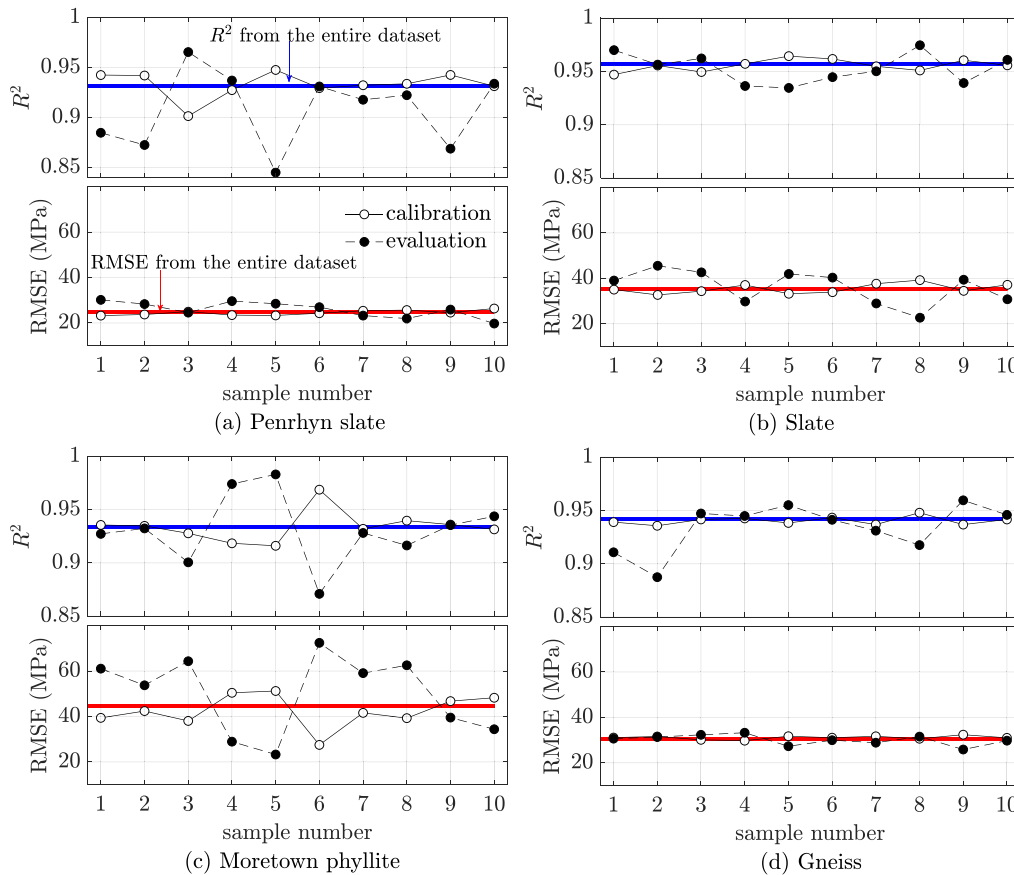 1
R² from the entire dataset
0.95
R²
0.9
0.85
calibration
60
evaluation
RMSE (MPa)
RMSE from the entire dataset
40
20
1 2 3 4 5 6 7 8 9 10
sample number
(a) Penrhyn slate
1
0.95
R²
0.9
0.85
60
RMSE (MPa)
40
20
1 2 3 4 5 6 7 8 9 10
sample number
(b) Slate
1
0.95
R²
0.9
0.85
60
RMSE (MPa)
40
20
1 2 3 4 5 6 7 8 9 10
sample number
(c) Moretown phyllite
1
0.95
R²
0.9
0.85
60
RMSE (MPa)
40
20
1 2 3 4 5 6 7 8 9 10
sample number
(d) Gneiss